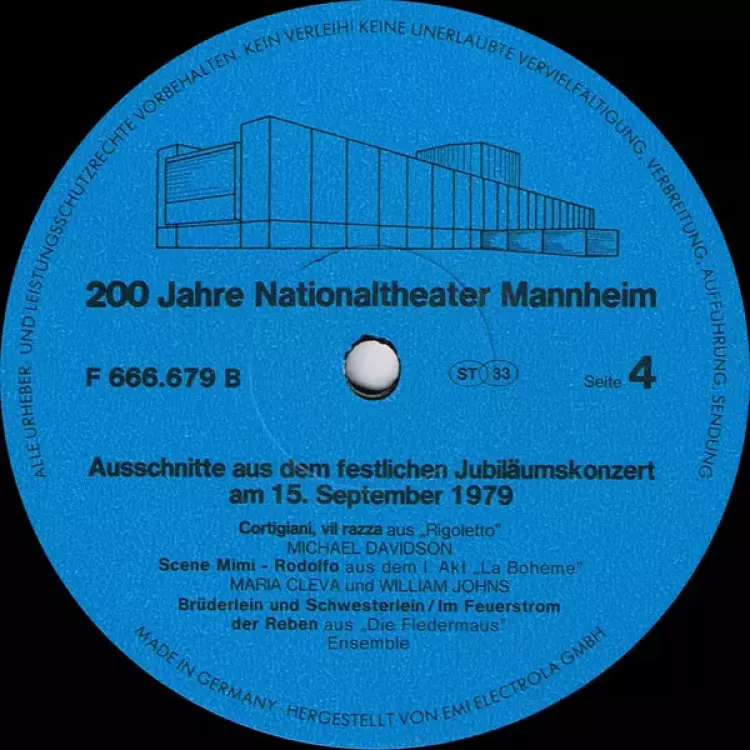 ALLE URHEBER- UND LEISTUNGSSCHUTZRECHTE VORBEHALTEN. KEIN VERLEIH! KEINE UNERLAUBTE VERVIELFÄLTIGUNG, VERBREITUNG, AUFFÜHRUNG, SENDUNG
200 Jahre Nationaltheater Mannheim
F 666.679 B
ST 33
Seite 4
Ausschnitte aus dem festlichen Jubiläumskonzert
am 15. September 1979
Cortigiani, vil razza aus „Rigoletto"
MICHAEL DAVIDSON
Scene Mimi - Rodolfo aus dem I. Akt „La Boheme"
MARIA CLEVA und WILLIAM JOHNS
Brüderlein und Schwesterlein/Im Feuerstrom
der Reben aus „Die Fledermaus"
Ensemble
MADE IN GERMANY · HERGESTELLT VON EMI ELECTROLA GMBH